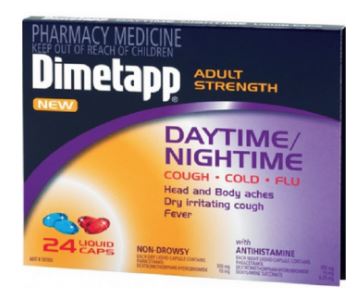 PHARMACY MEDICINE
KEEP OUT OF REACH OF CHILDREN
Dimetapp®
ADULT
STRENGTH
NEW
DAYTIME/
NIGHTTIME
COUGH • COLD • FLU
Head and Body aches
Dry irritating cough
Fever
24 LIQUID
CAPS
NON-DROWSY
with
ANTIHISTAMINE